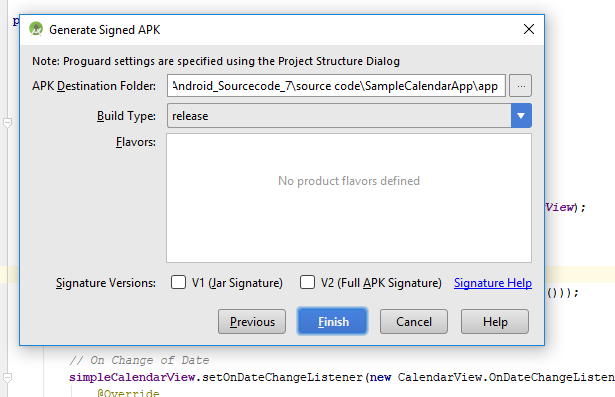 p
Generate Signed APK
Note: Proguard settings are specified using the Project Structure Dialog
APK Destination Folder: Android_Sourcecode_7\source code\SampleCalendarApp\app ...
Build Type: release
Flavors:
No product flavors defined
View);
Signature Versions: V1 (Jar Signature) V2 (Full APK Signature) Signature Help
()));
Previous Finish Cancel Help
// On Change of Date
simpleCalendarView.setOnDateChangeListener(new CalendarView.OnDateChangeListen
@Override